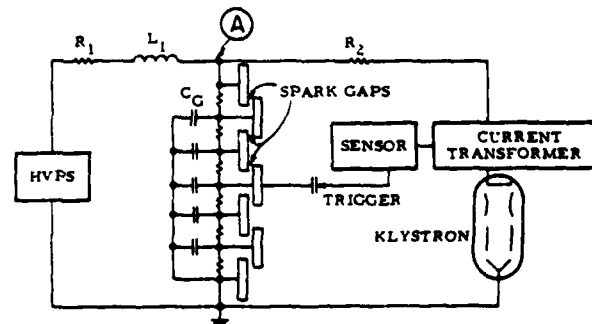 A
R1
L1
R2
CG
SPARK GAPS
SENSOR
CURRENT
TRANSFORMER
HVPS
TRIGGER
KLYSTRON